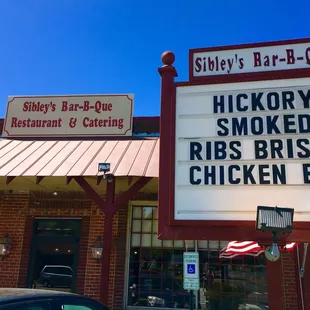 Sibley's Bar-B-Que
Restaurant & Catering
Sibley's Bar-B-Q
HICKORY
SMOKED
RIBS BRIS
CHICKEN